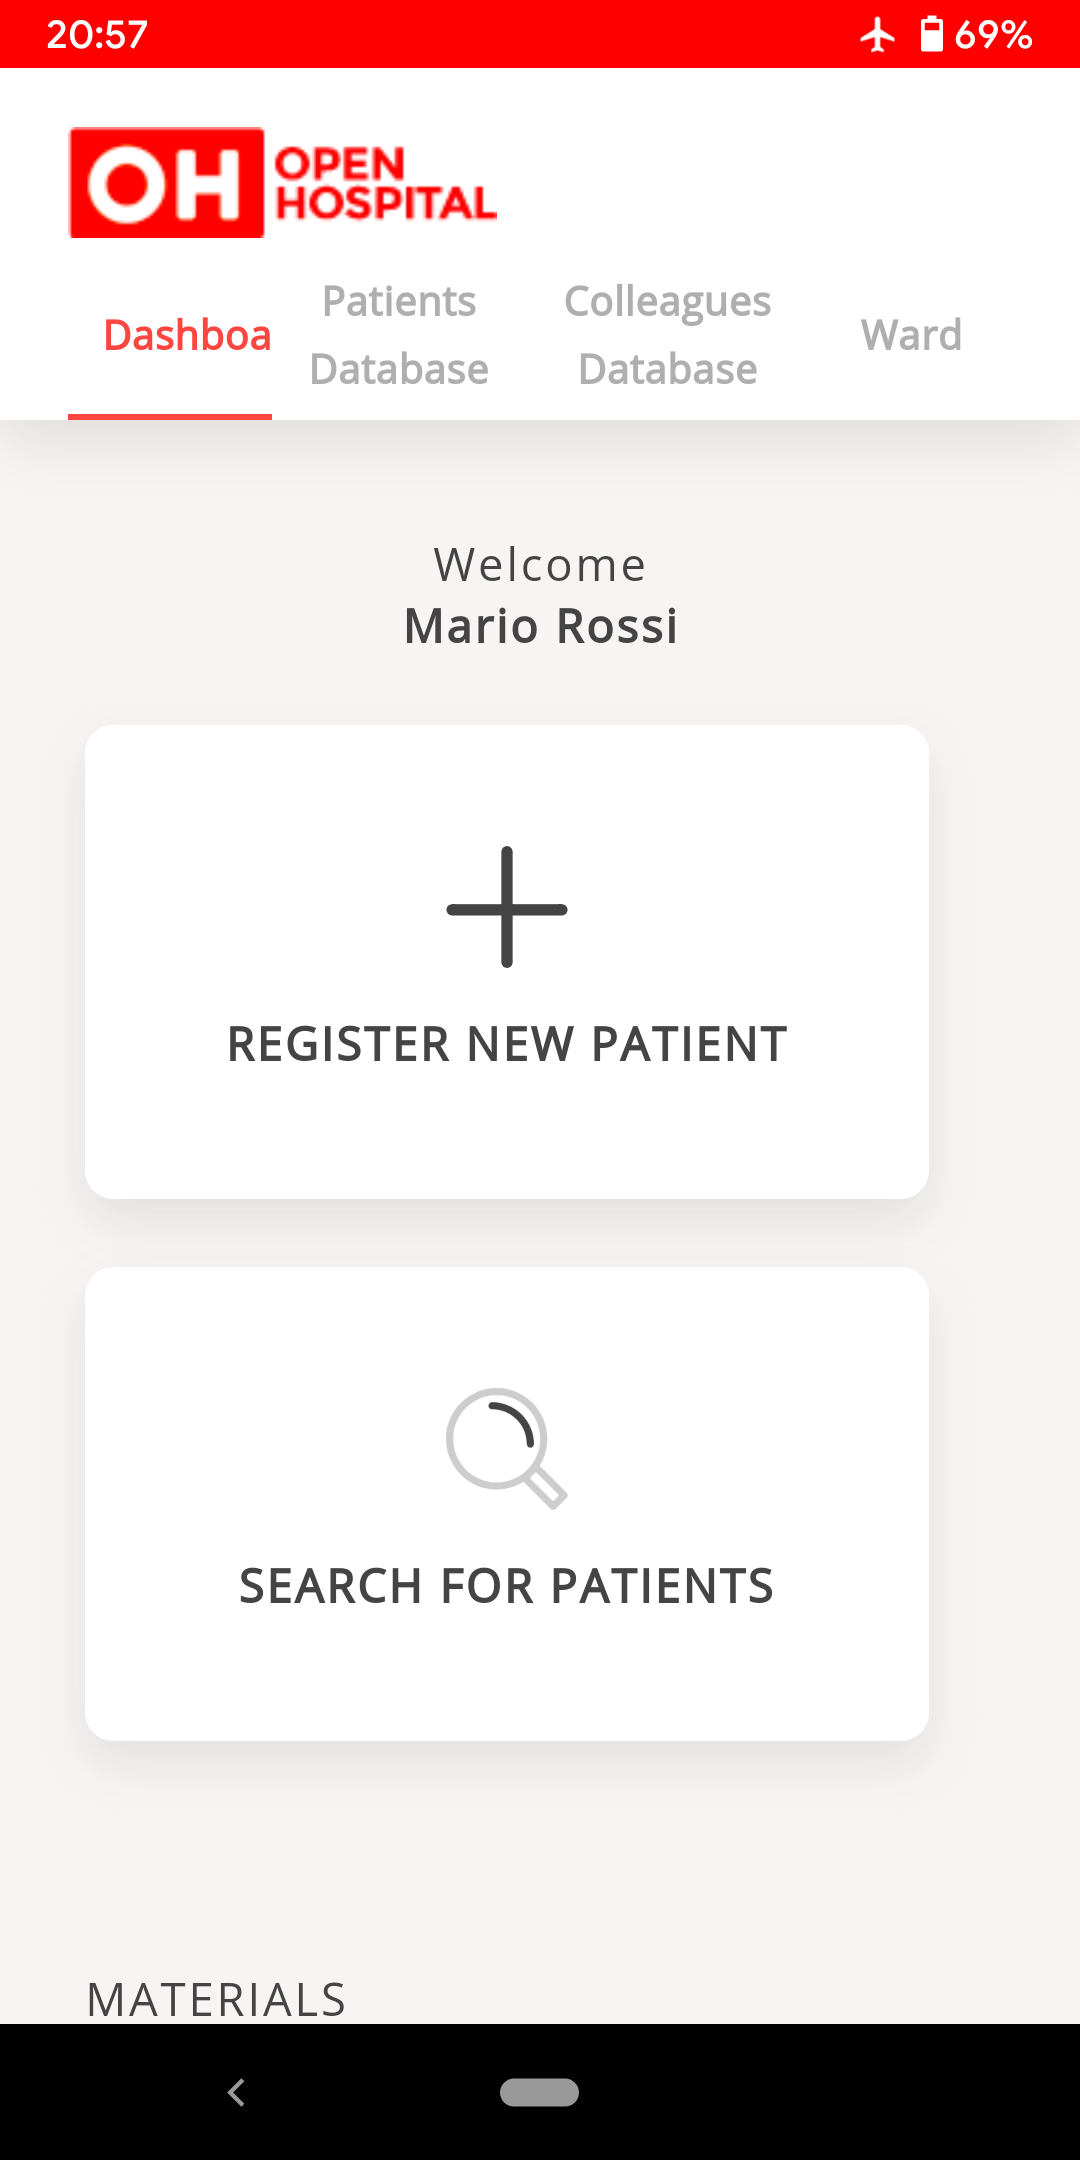 20:57
69%
OH OPEN
HOSPITAL
Dashboa
Patients
Database
Colleagues
Database
Ward
Welcome
Mario Rossi
REGISTER NEW PATIENT
SEARCH FOR PATIENTS
MATERIALS